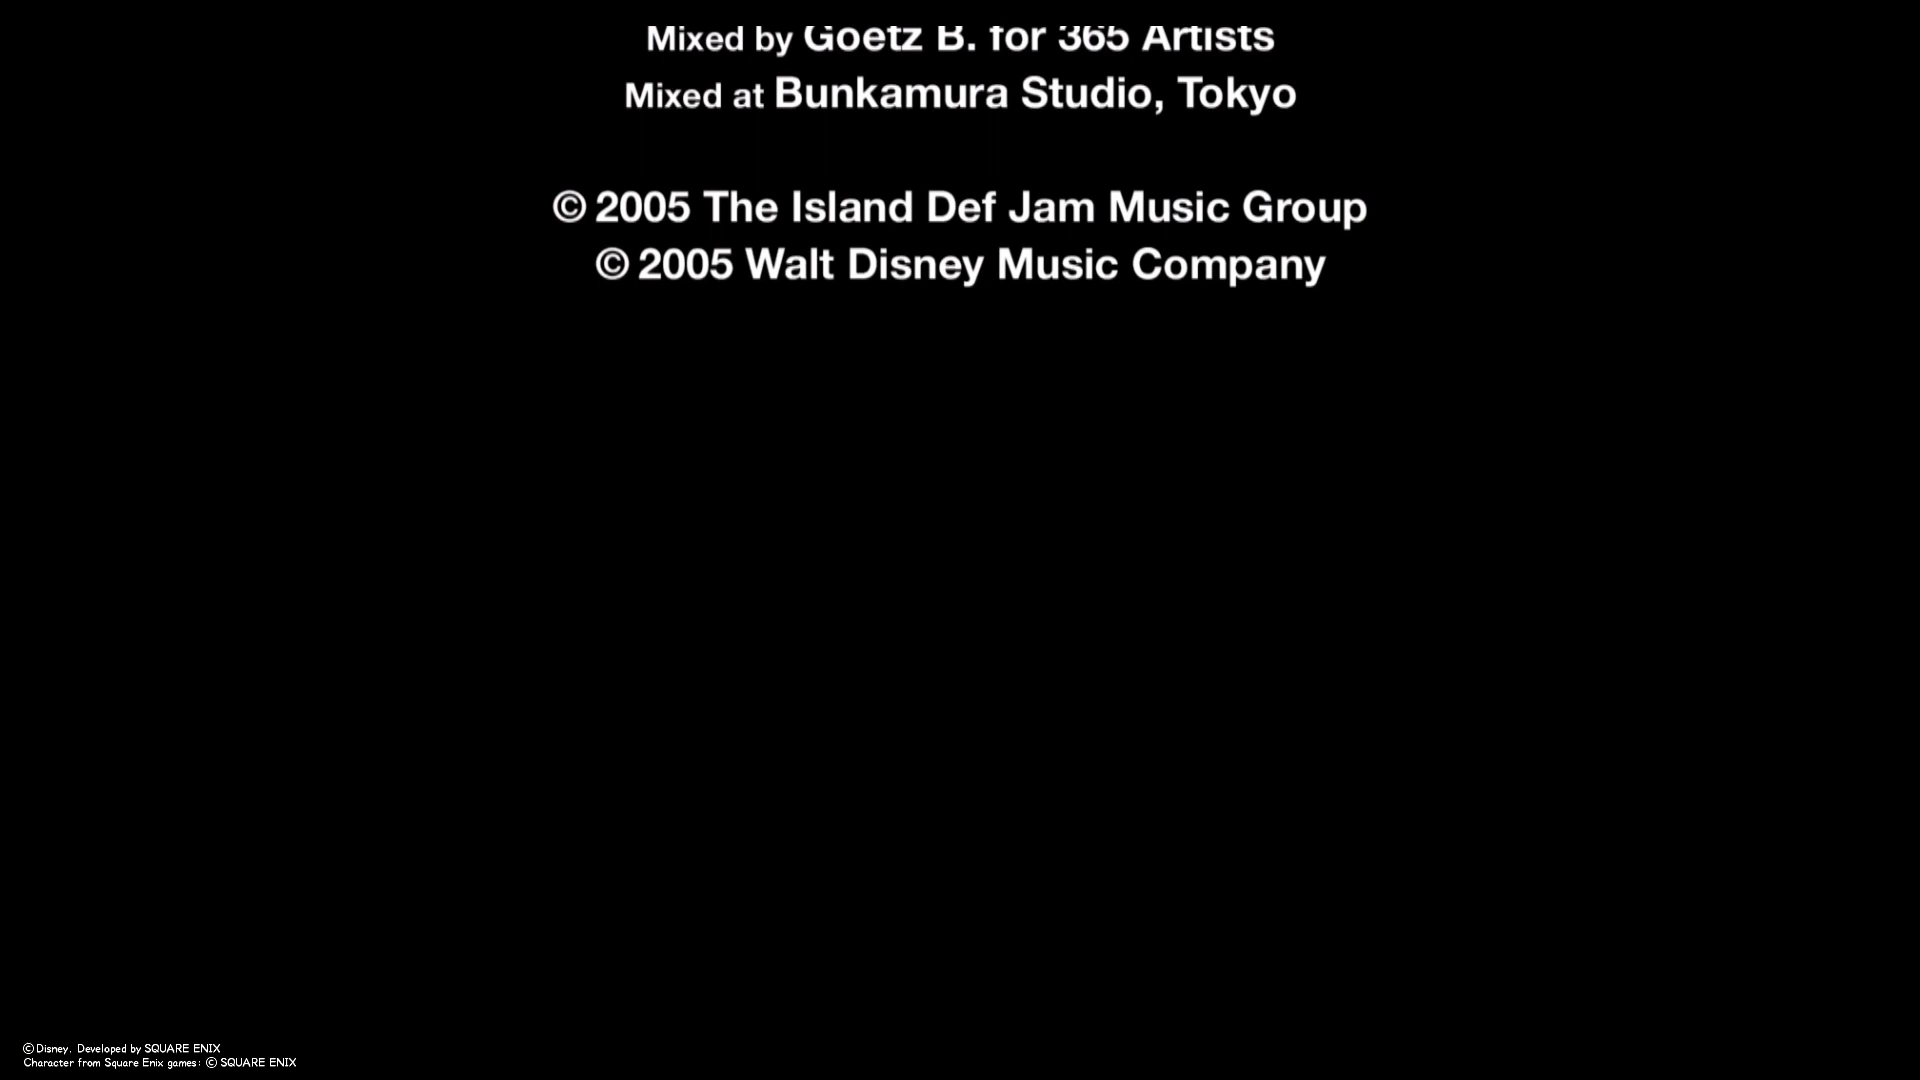 Mixed by Goetz B. for 365 Artists
Mixed at Bunkamura Studio, Tokyo
© 2005 The Island Def Jam Music Group
© 2005 Walt Disney Music Company
© Disney. Developed by SQUARE ENIX
Character from Square Enix games: © SQUARE ENIX